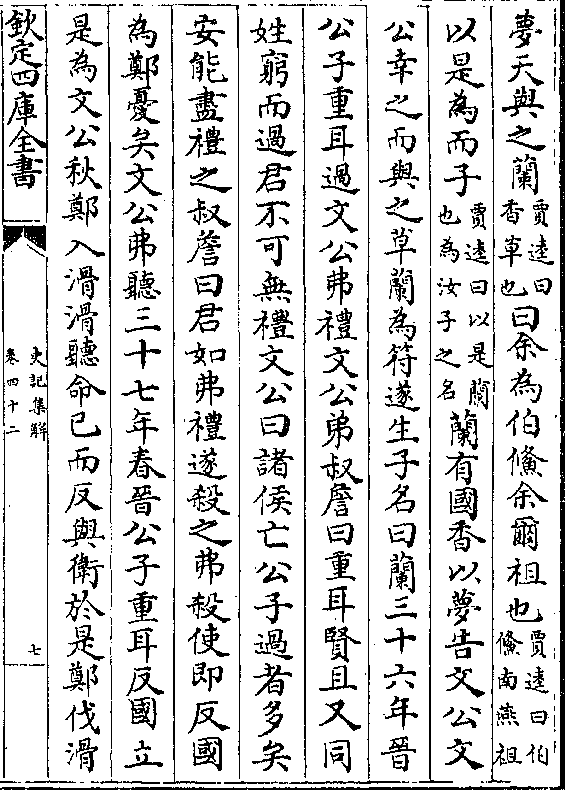 夢天與之蘭賈逵曰香草也曰余為伯鯈余爾祖也賈逵曰伯鯈南燕祖
以是為而子賈逵曰以是蘭也為汝子之名蘭有國香以夢告文公文
公幸之而與之草蘭為符遂生子名曰蘭三十六年晉
公子重耳過文公弗禮文公弟叔詹曰重耳賢且又同
姓窮而過君不可無禮文公曰諸侯亡公子過者多矣
安能盡禮之叔詹曰君如弗禮遂殺之弗殺使即反國
為鄭憂矣文公弗聽三十七年春晉公子重耳反國立
是為文公秋鄭入滑滑聽命已而反與衛於是鄭伐滑
欽定四庫全書
史記集解
卷四十二
七